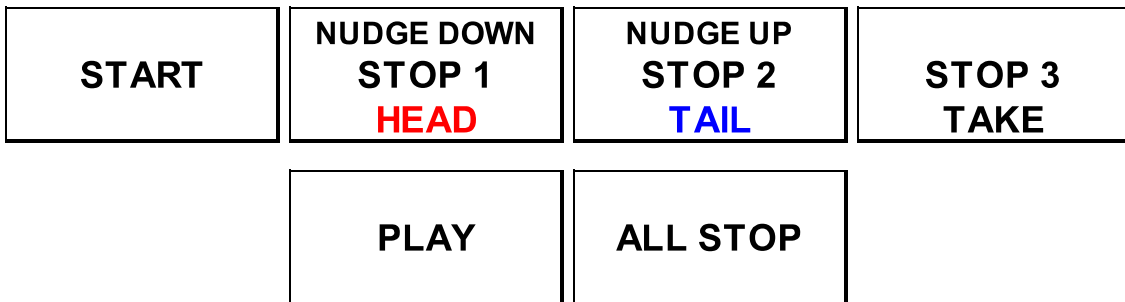 START
NUDGE DOWN
STOP 1
HEAD
NUDGE UP
STOP 2
TAIL
STOP 3
TAKE
PLAY
ALL STOP